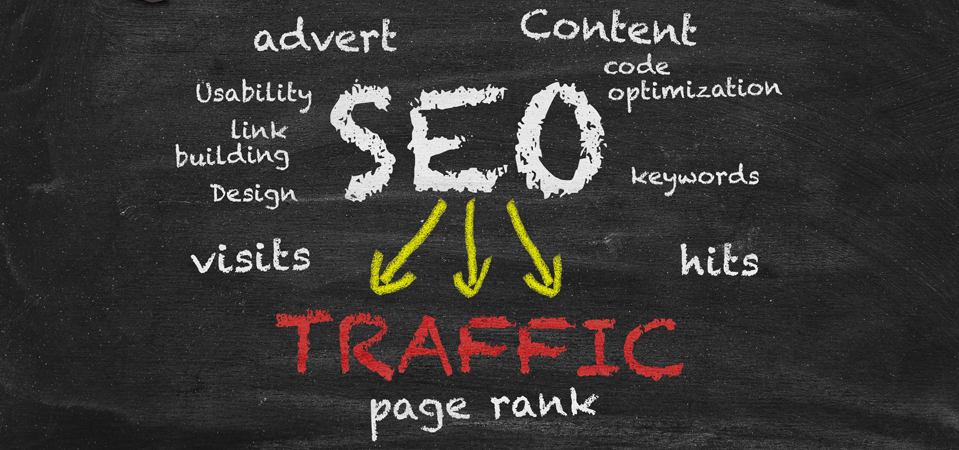 advert
Content
code
optimization
Usability
SEO
link
building
Design
keywords
visits
hits
TRAFFIC
page rank